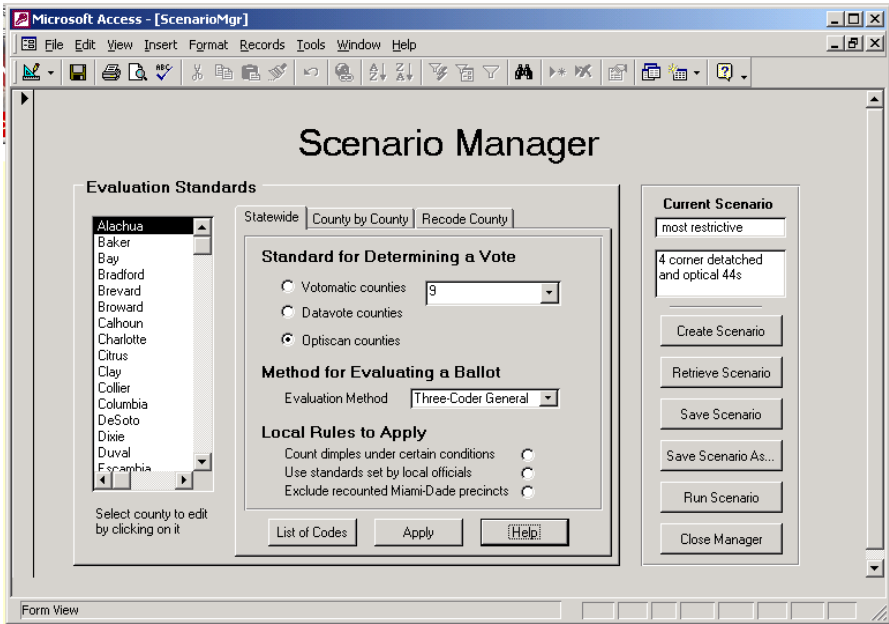 Microsoft Access - [ScenarioMgr]
File Edit View Insert Format Records Tools Window Help
Scenario Manager
Evaluation Standards
Alachua
Baker
Bay
Bradford
Brevard
Broward
Calhoun
Charlotte
Citrus
Clay
Collier
Columbia
DeSoto
Dixie
Duval
Escambia
Select county to edit
by clicking on it
Statewide County by County Recode County
Standard for Determining a Vote
Votomatic counties 9
Datavote counties
Optiscan counties
Method for Evaluating a Ballot
Evaluation Method Three-Coder General
Local Rules to Apply
Count dimples under certain conditions
Use standards set by local officials
Exclude recounted Miami-Dade precincts
List of Codes Apply Help
Current Scenario
most restrictive
4 corner detatched
and optical 44s
Create Scenario
Retrieve Scenario
Save Scenario
Save Scenario As...
Run Scenario
Close Manager
Form View